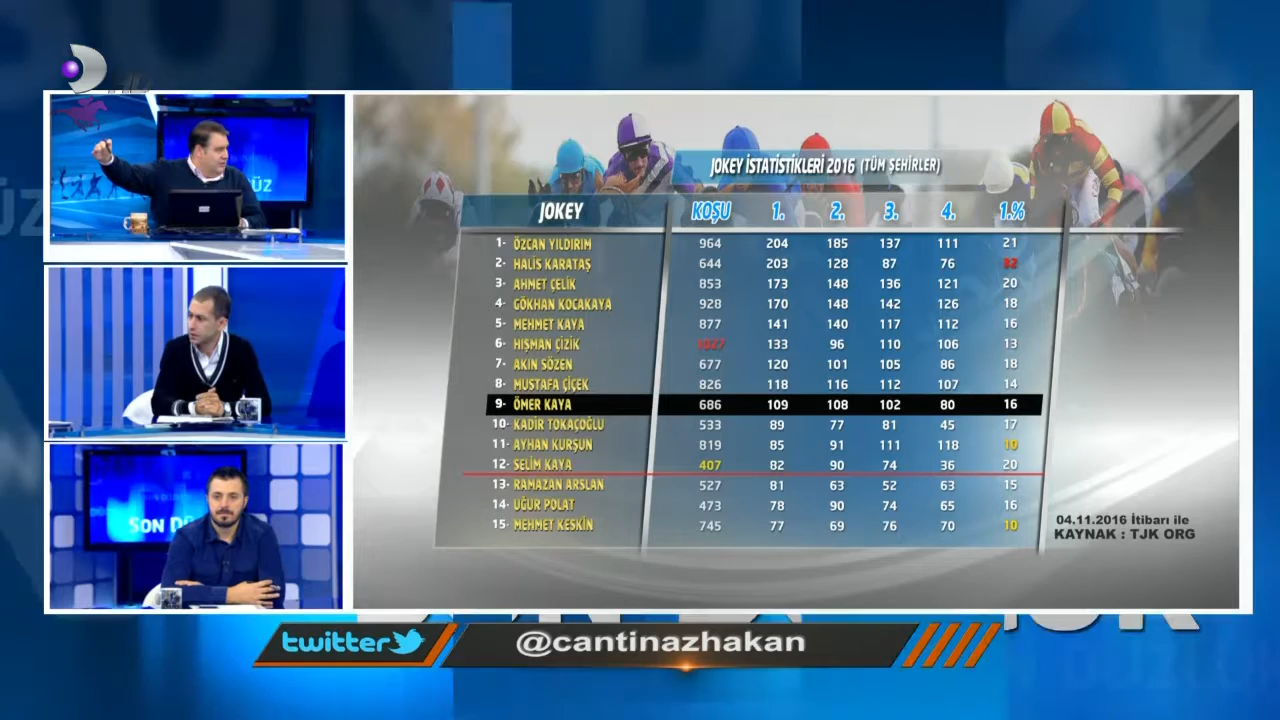 JOKEY İSTATİSTİKLERİ 2016 (TÜM ŞEHİRLER)
JOKEY KOŞU 1. 2. 3. 4. 1.%
1- ÖZCAN YILDIRIM 964 204 185 137 111 21
2- HALİS KARATAŞ 644 203 128 87 76 32
3- AHMET ÇELİK 853 173 148 136 121 20
4- GÖKHAN KOCAKAYA 928 170 148 142 126 18
5- MEHMET KAYA 877 141 140 117 112 16
6- HIŞMAN ÇİZİK 1027 133 96 110 106 13
7- AKIN SÖZEN 677 120 101 105 86 18
8- MUSTAFA ÇİÇEK 826 118 116 112 107 14
9- ÖMER KAYA 686 109 108 102 80 16
10- KADİR TOKAÇOĞLU 533 89 77 81 45 17
11- AYHAN KURŞUN 819 85 91 111 118 10
12- SELİM KAYA 407 82 90 74 36 20
13- RAMAZAN ARSLAN 527 81 63 52 63 15
14- UĞUR POLAT 473 78 90 74 65 16
15- MEHMET KESKİN 745 77 69 76 70 10
04.11.2016 İtibarı ile
KAYNAK : TJK ORG
SON DÜ
twitter @cantinazhakan